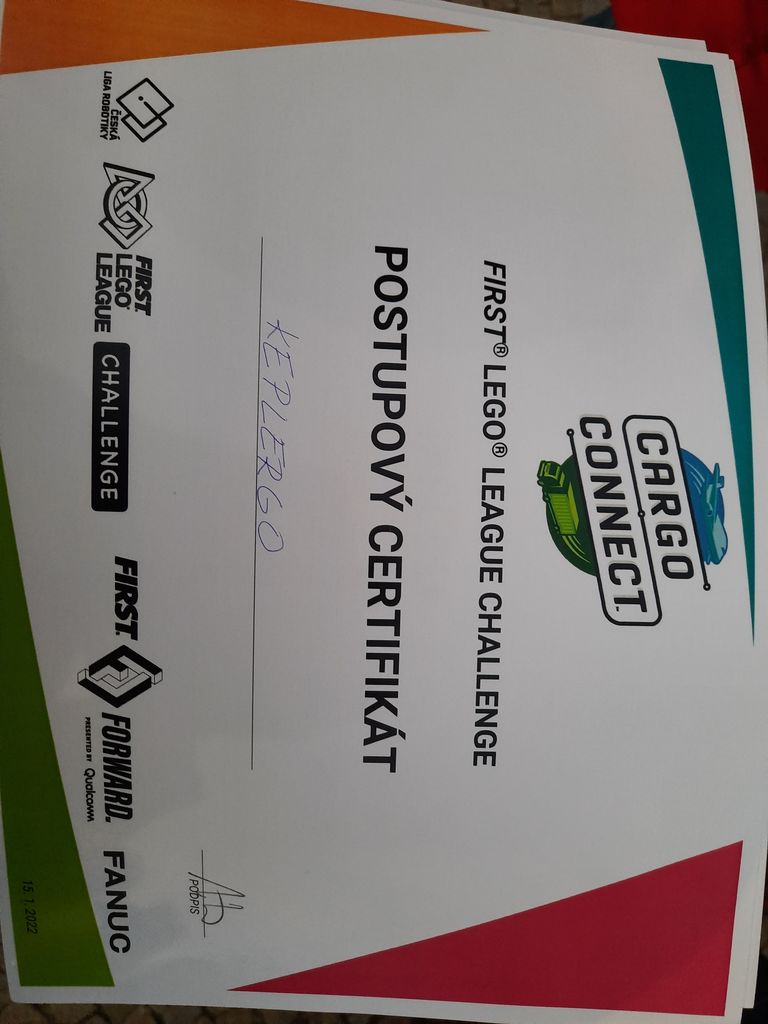 CARGO
CONNECT
FIRST® LEGO® LEAGUE CHALLENGE
POSTUPOVÝ CERTIFIKÁT
KEPLERGO
PODPIS
ČESKÁ
LIGA ROBOTIKY
FIRST
LEGO
LEAGUE
CHALLENGE
FIRST
FORWARD
PRESENTED BY Qualcomm
FANUC
15.1.2022